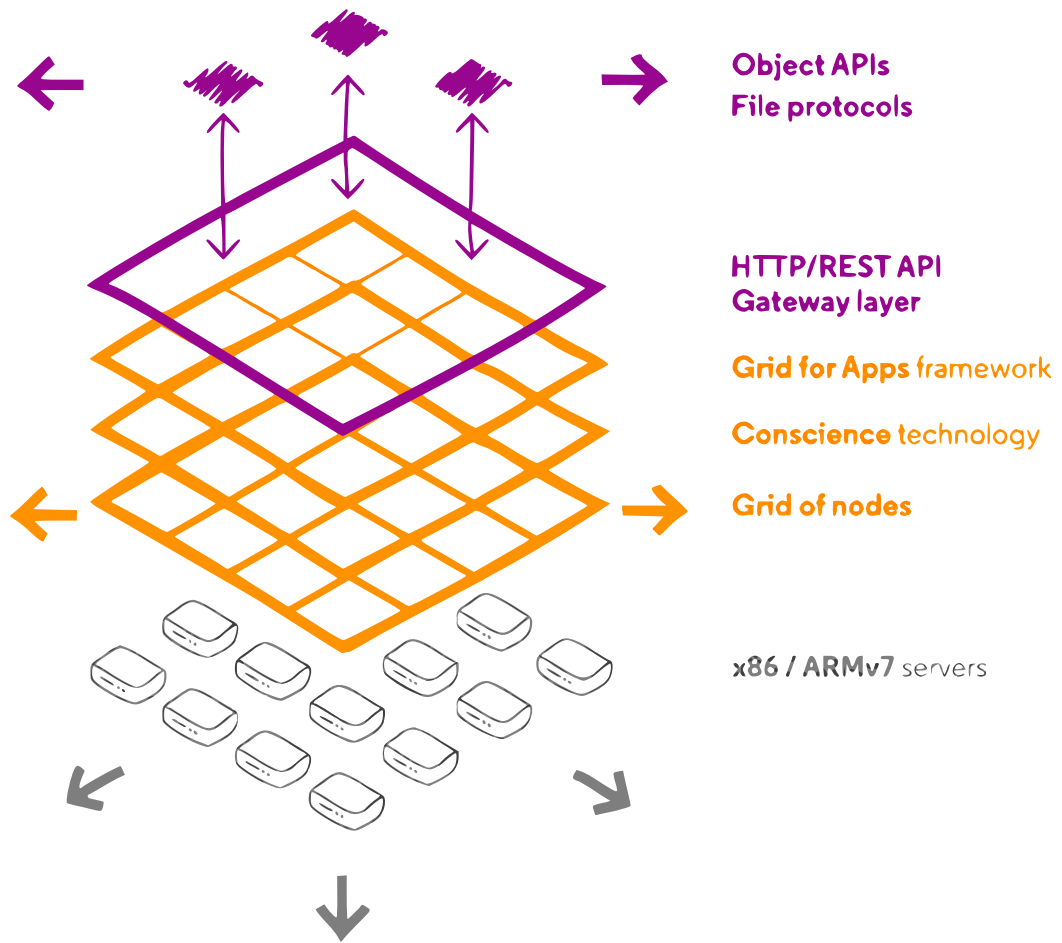 Object APIs
File protocols
HTTP/REST API
Gateway layer
Grid for Apps framework
Conscience technology
Grid of nodes
x86 / ARMv7 servers